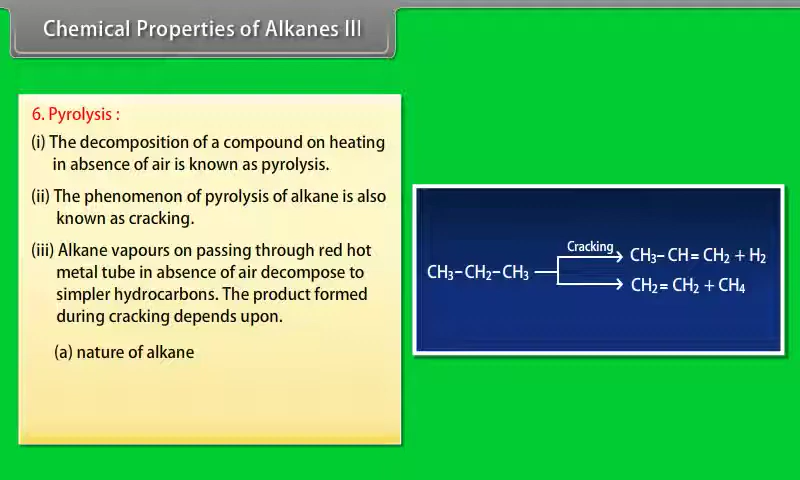 Chemical Properties of Alkanes III
6. Pyrolysis :
(i) The decomposition of a compound on heating
in absence of air is known as pyrolysis.
(ii) The phenomenon of pyrolysis of alkane is also
known as cracking.
(iii) Alkane vapours on passing through red hot
metal tube in absence of air decompose to
simpler hydrocarbons. The product formed
during cracking depends upon.
(a) nature of alkane
Cracking
CH₃–CH=CH₂ + H₂
CH₃–CH₂–CH₃
CH₂=CH₂ + CH₄